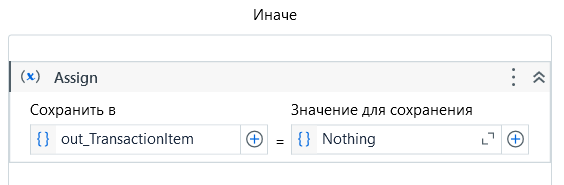 Иначе
(x) Assign
Сохранить в
Значение для сохранения
{} out_TransactionItem = {} Nothing